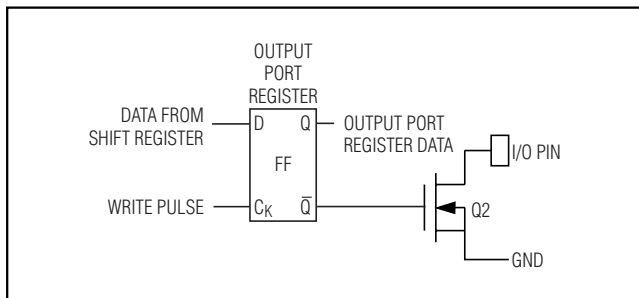 OUTPUT
PORT
REGISTER
DATA FROM
SHIFT REGISTER
D
Q
OUTPUT PORT
REGISTER DATA
FF
I/O PIN
WRITE PULSE
CK
Q̅
Q2
GND